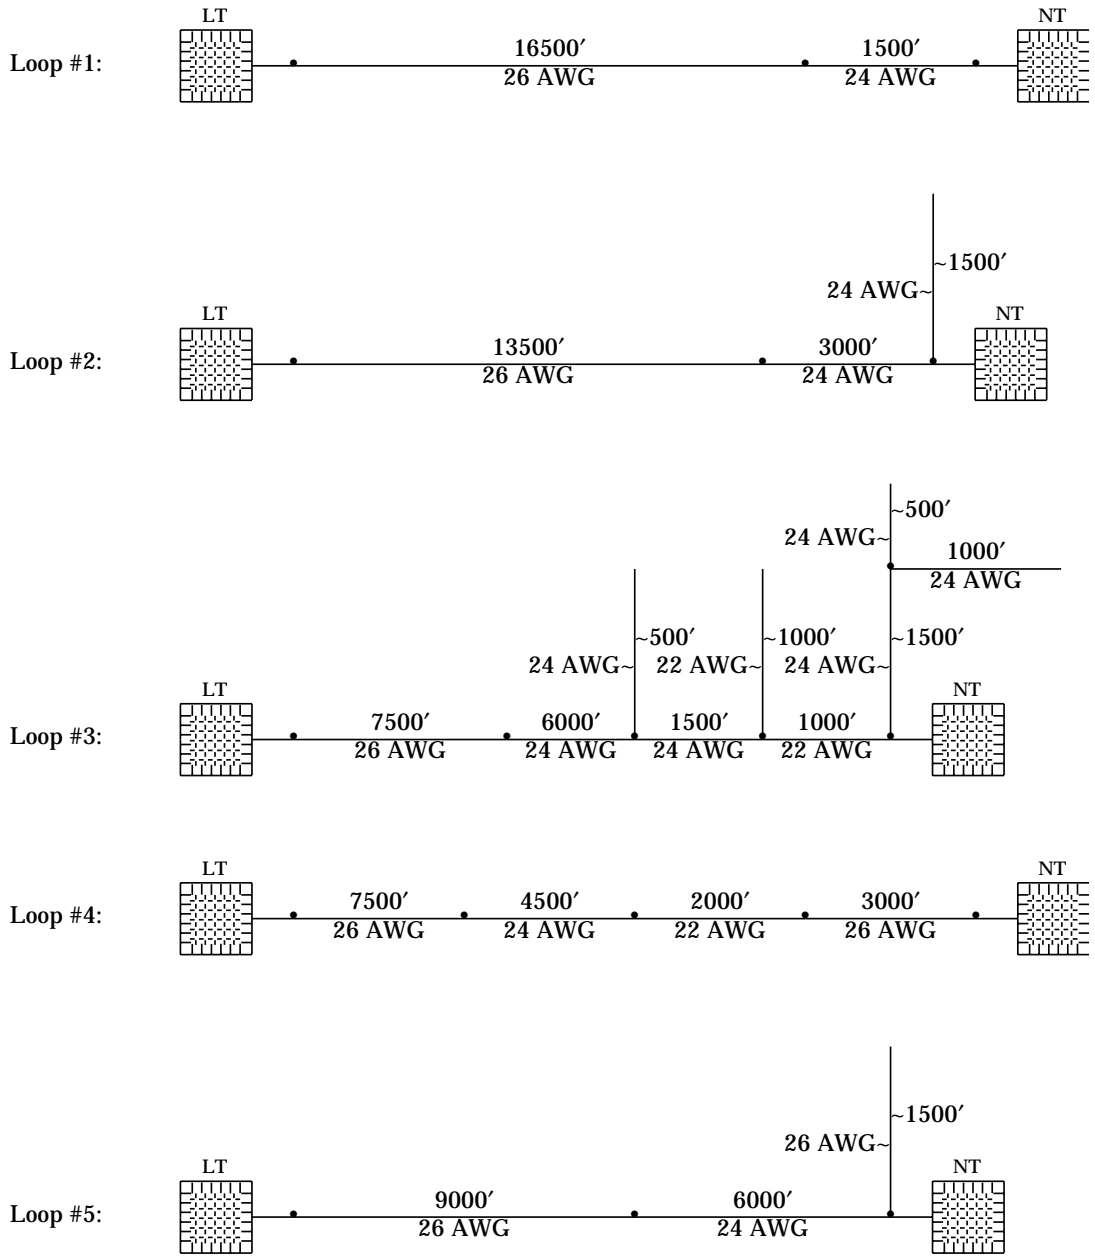 LT NT
Loop #1: 16500′ 1500′
26 AWG 24 AWG
~1500′
24 AWG~
LT NT
Loop #2: 13500′ 3000′
26 AWG 24 AWG
~500′
24 AWG~
1000′
24 AWG
~500′ ~1000′ ~1500′
24 AWG~ 22 AWG~ 24 AWG~
LT NT
Loop #3: 7500′ 6000′ 1500′ 1000′
26 AWG 24 AWG 24 AWG 22 AWG
LT NT
Loop #4: 7500′ 4500′ 2000′ 3000′
26 AWG 24 AWG 22 AWG 26 AWG
~1500′
26 AWG~
LT NT
Loop #5: 9000′ 6000′
26 AWG 24 AWG